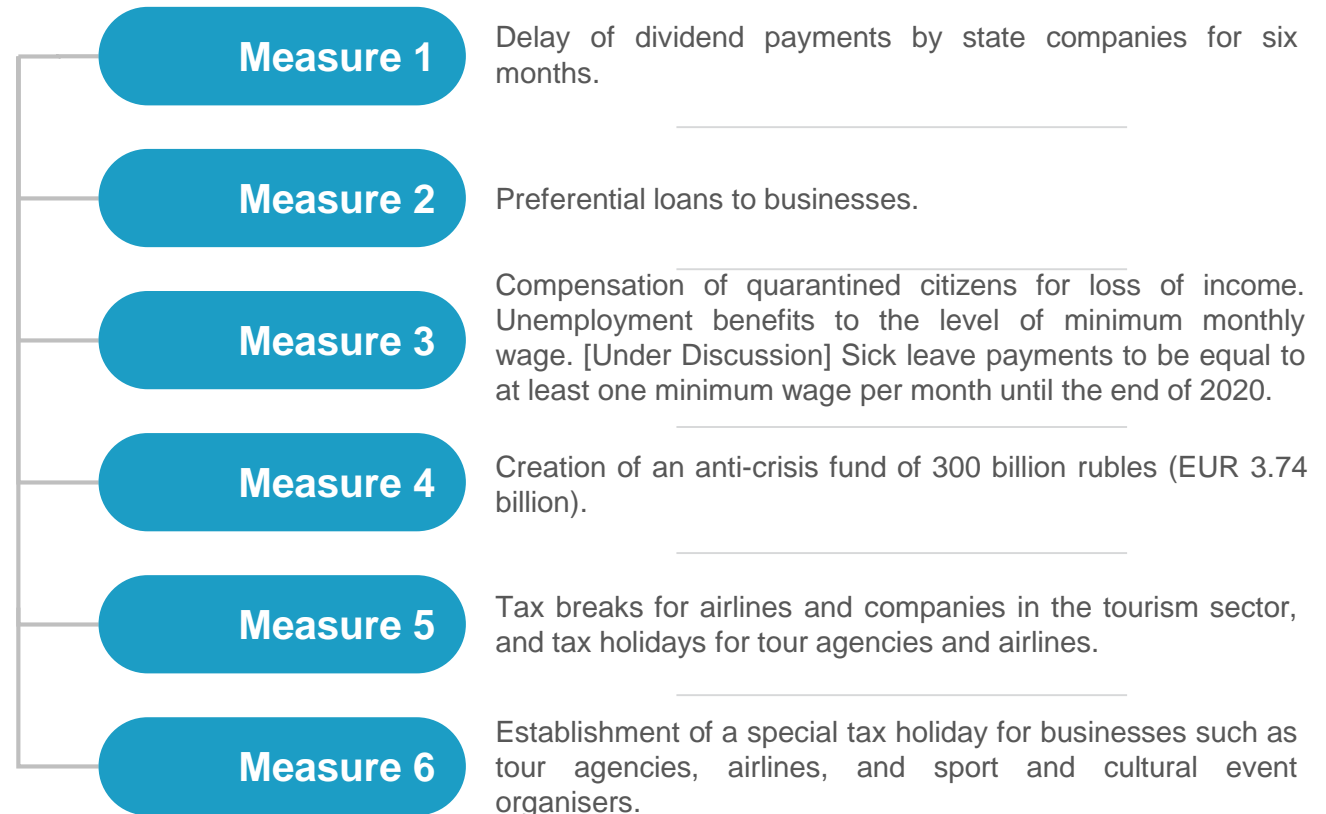 Measure 1
Delay of dividend payments by state companies for six
months.
Measure 2
Preferential loans to businesses.
Measure 3
Compensation of quarantined citizens for loss of income.
Unemployment benefits to the level of minimum monthly
wage. [Under Discussion] Sick leave payments to be equal to
at least one minimum wage per month until the end of 2020.
Measure 4
Creation of an anti-crisis fund of 300 billion rubles (EUR 3.74
billion).
Measure 5
Tax breaks for airlines and companies in the tourism sector,
and tax holidays for tour agencies and airlines.
Measure 6
Establishment of a special tax holiday for businesses such as
tour agencies, airlines, and sport and cultural event
organisers.